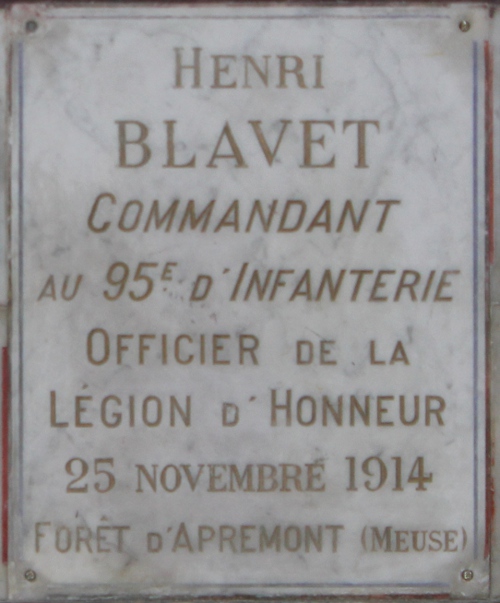 HENRI
BLAVET
COMMANDANT
AU 95E D'INFANTERIE
OFFICIER DE LA
LÉGION D'HONNEUR
25 NOVEMBRE 1914
FORÊT D'APREMONT (MEUSE)